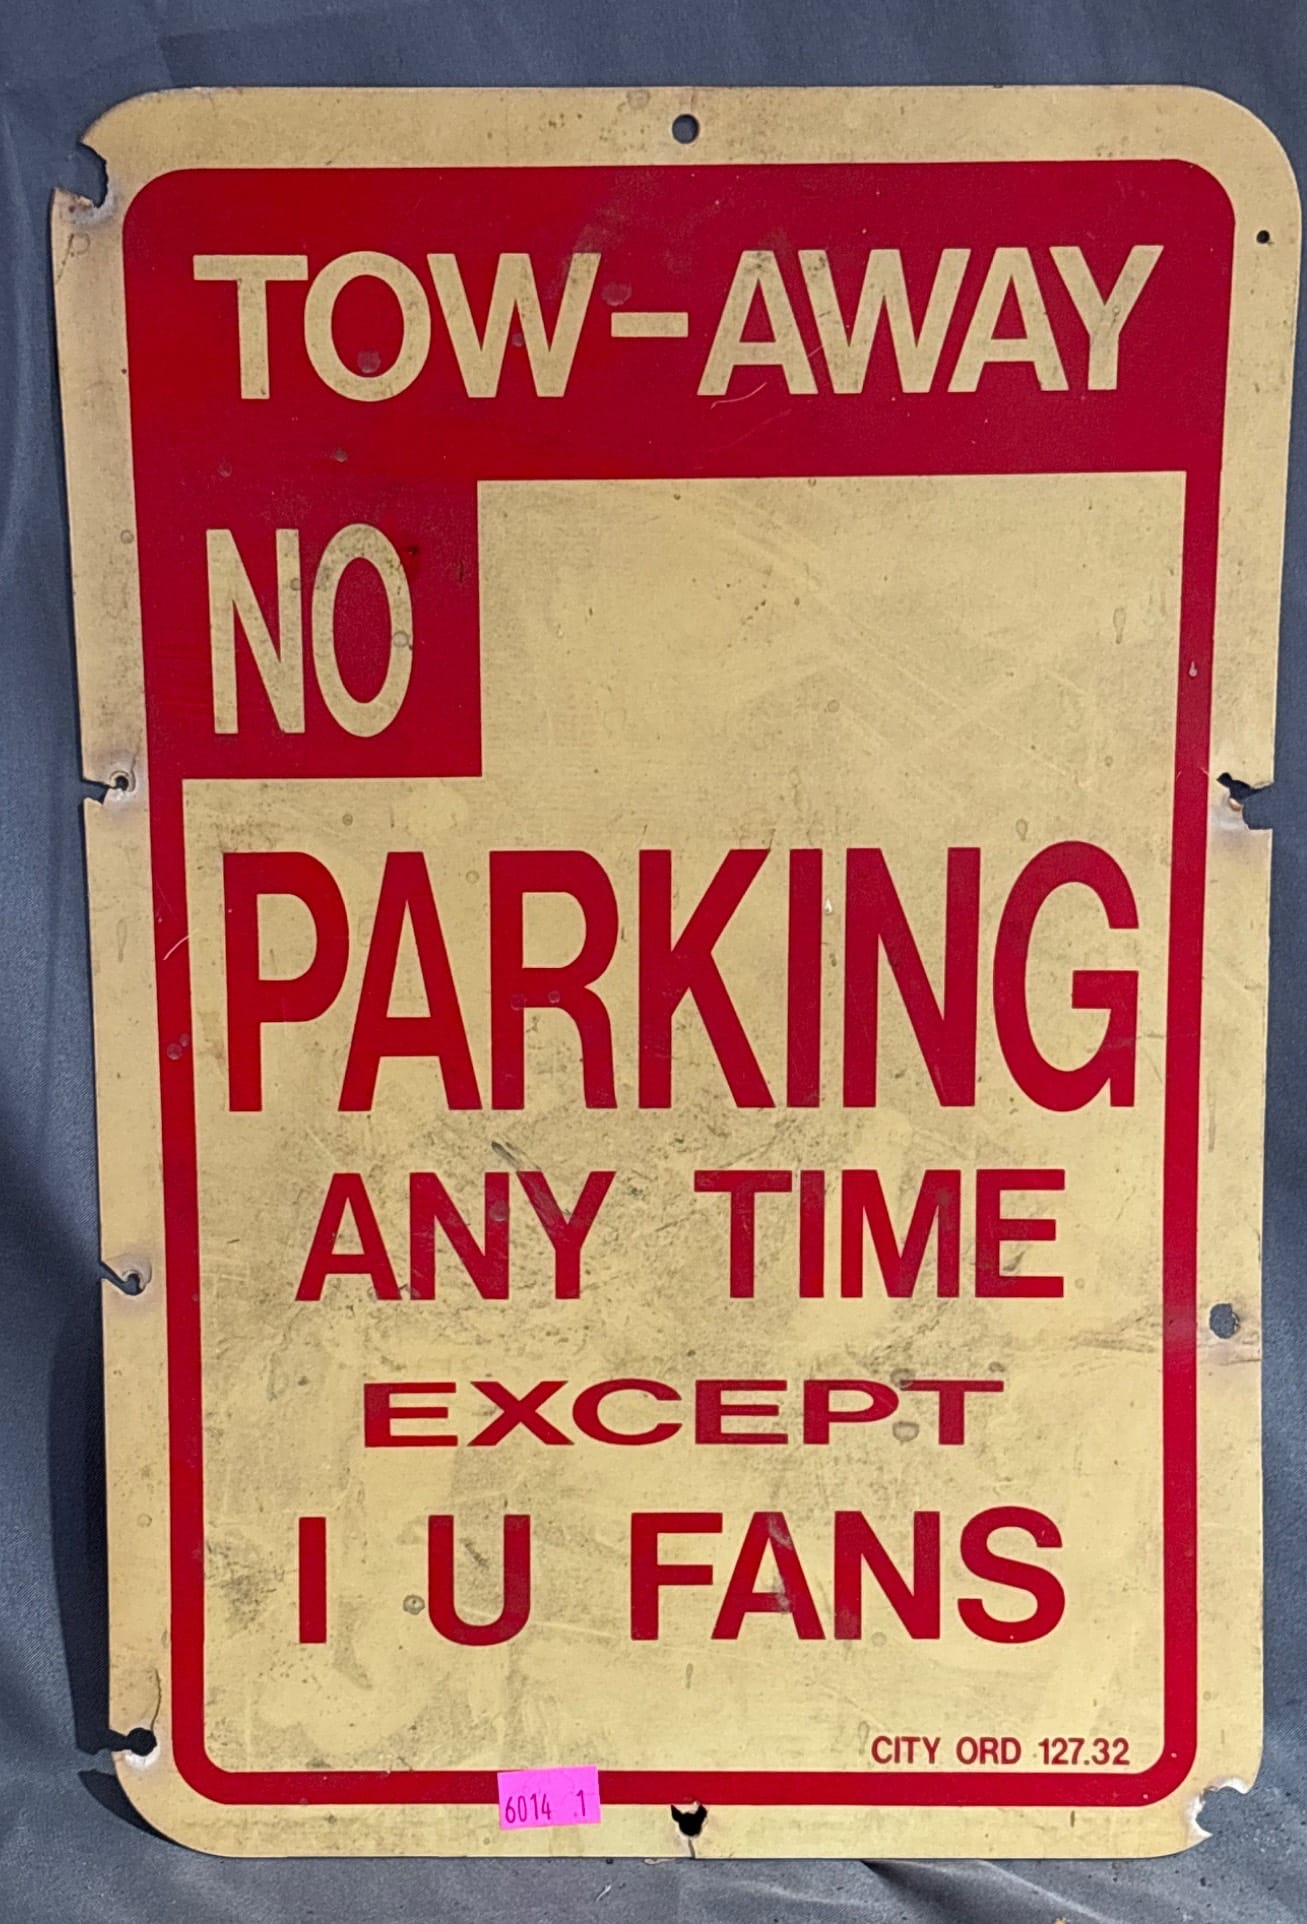 TOW-AWAY
NO
PARKING
ANY TIME
EXCEPT
I U FANS
CITY ORD 127.32
6014 .1